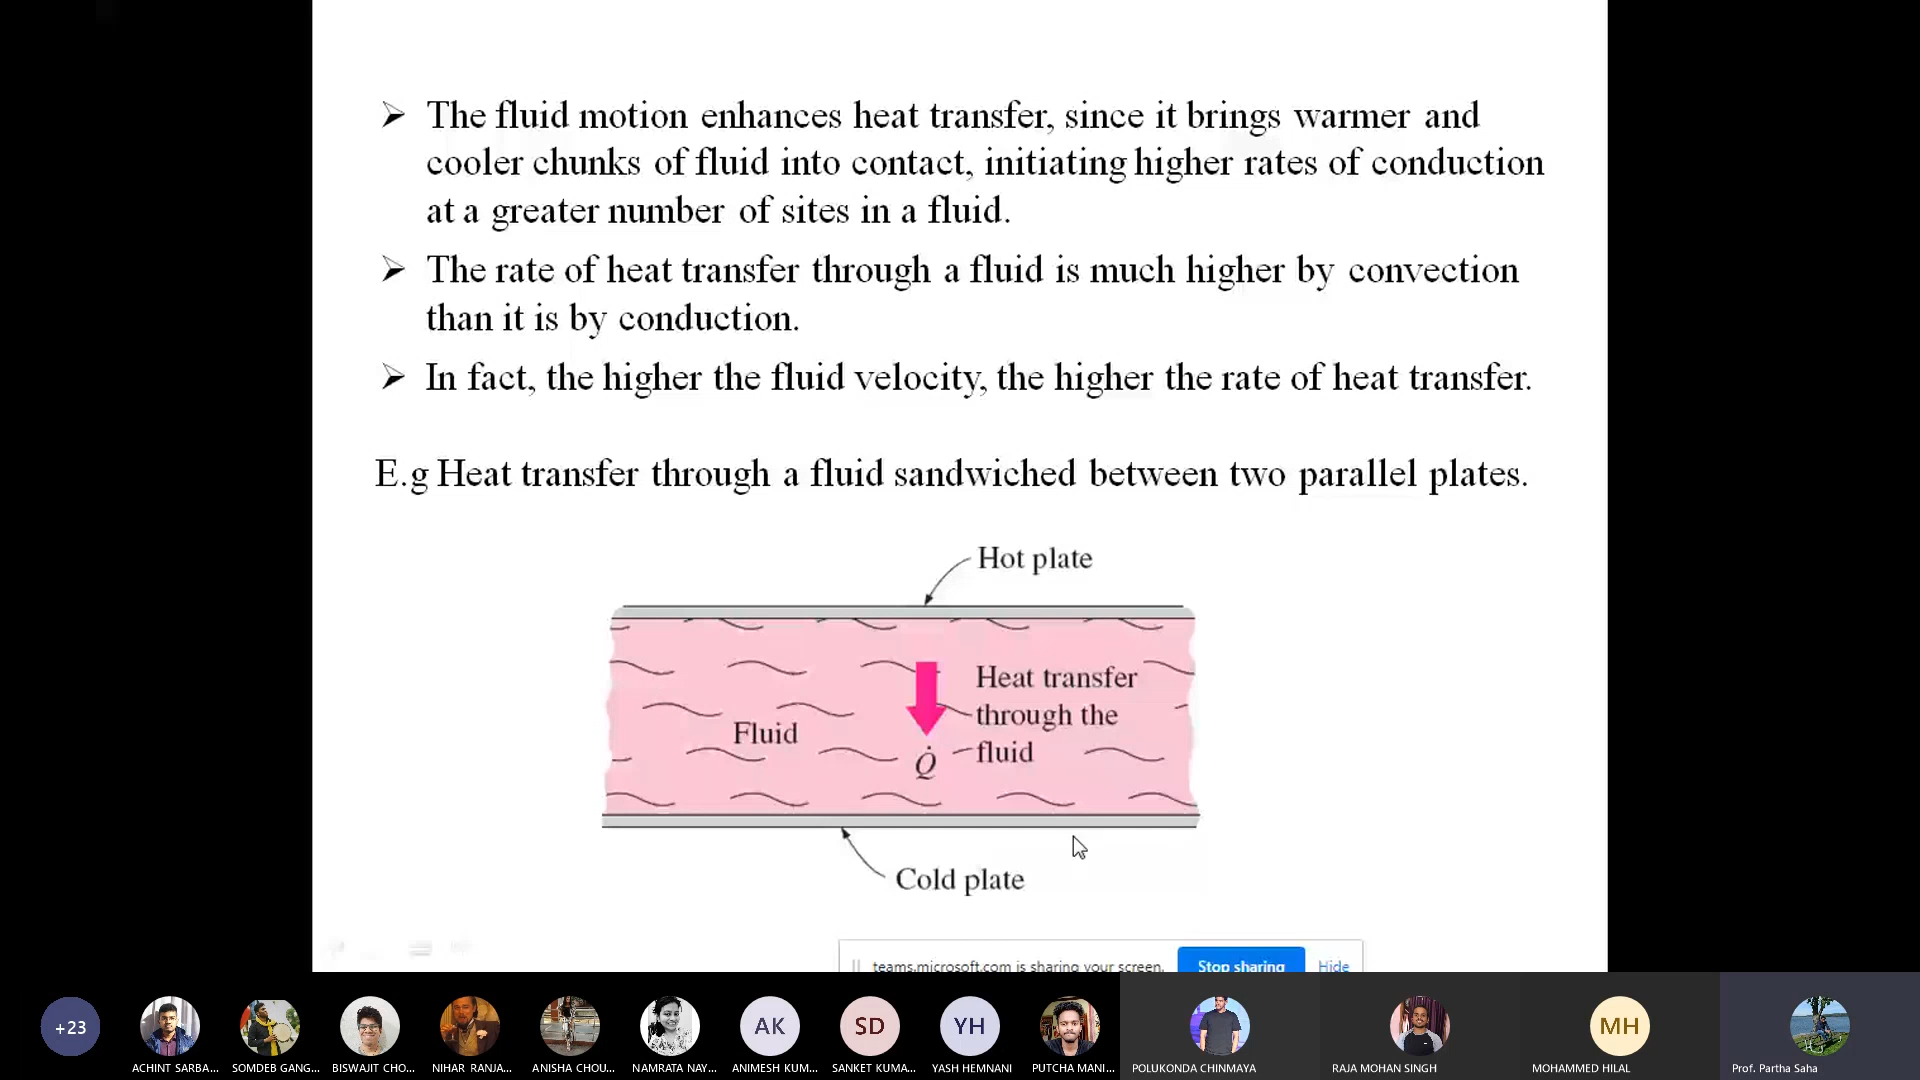 ➢ The fluid motion enhances heat transfer, since it brings warmer and
cooler chunks of fluid into contact, initiating higher rates of conduction
at a greater number of sites in a fluid.
➢ The rate of heat transfer through a fluid is much higher by convection
than it is by conduction.
➢ In fact, the higher the fluid velocity, the higher the rate of heat transfer.
E.g Heat transfer through a fluid sandwiched between two parallel plates.
Hot plate
Heat transfer
through the
fluid
Fluid
Q̇
Cold plate
teams.microsoft.com is sharing your screen.
Stop sharing
Hide
+23
AK
SD
YH
MH
ACHINT SARBA...
SOMDEB GANG...
BISWAJIT CHO...
NIHAR RANJA...
ANISHA CHOU...
NAMRATA NAY...
ANIMESH KUM...
SANKET KUMA...
YASH HEMNANI
PUTCHA MANI...
POLUKONDA CHINMAYA
RAJA MOHAN SINGH
MOHAMMED HILAL
Prof. Partha Saha